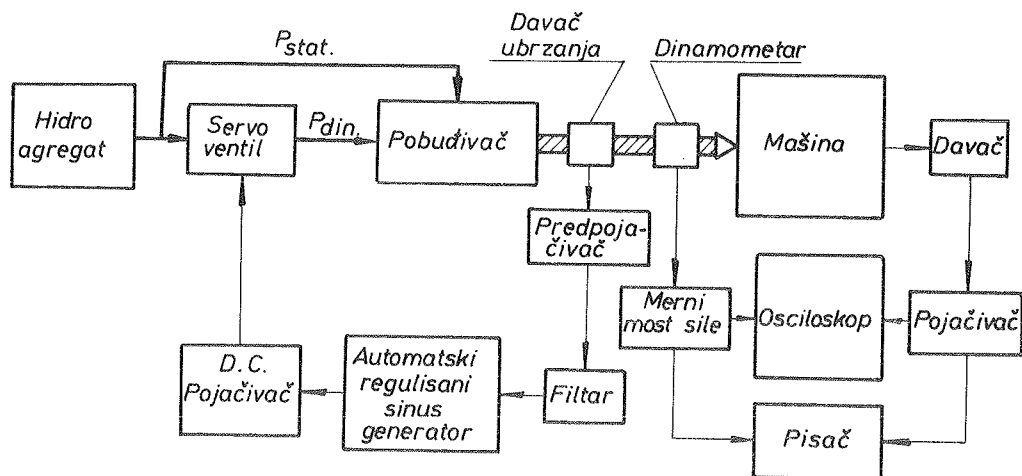 Davač
ubrzanja
Dinamometar
Pstat.
Hidro
agregat
Servo
ventil
Pdin.
Pobuđivač
Mašina
Davač
Predpoja-
čivač
Merni
most sile
Osciloskop
Pojačivač
D.C.
Pojačivač
Automatski
regulisani
sinus
generator
Filtar
Pisač